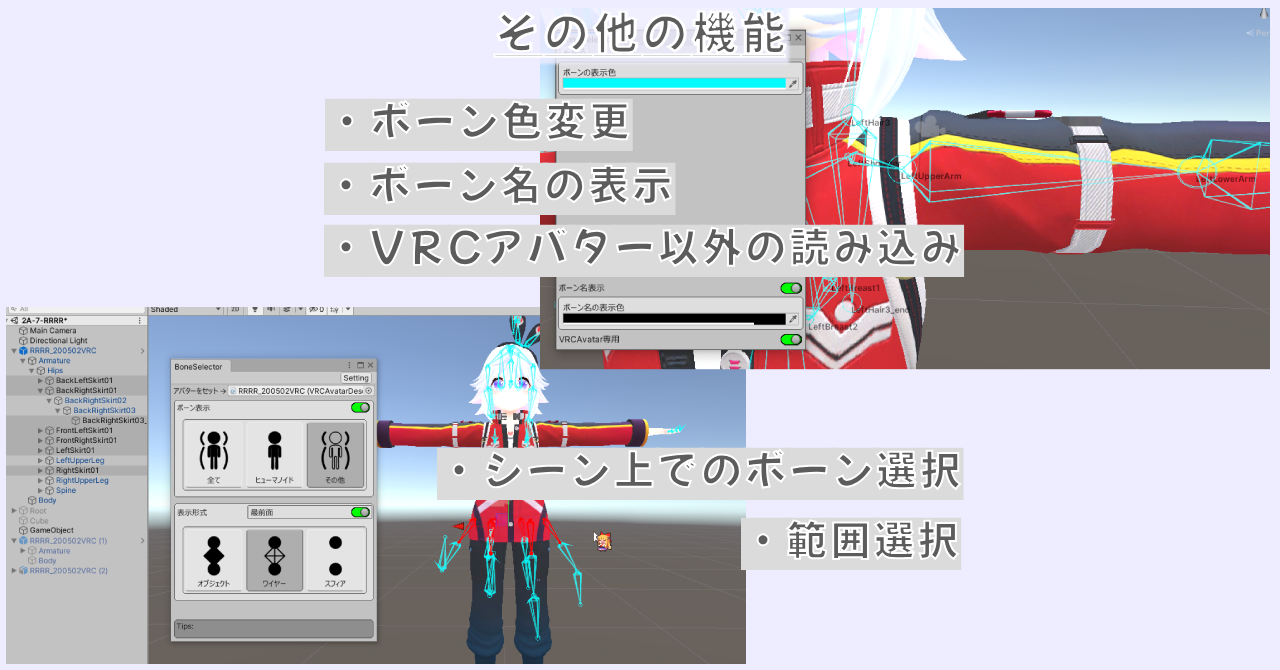 その他の機能
・ボーン色変更
・ボーン名の表示
・VRCアバター以外の読み込み
・シーン上でのボーン選択
・範囲選択
ボーンの表示色
ボーン名表示
ボーン名の表示色
VRCAvatar専用
LeftHair3
LeftUpperArm
LeftBreast1
LeftHair3_end
LeftBreast2
All
2A-7-RRRR*
Main Camera
Directional Light
RRRR_200502VRC
Armature
Hips
BackLeftSkirt01
BackRightSkirt01
BackRightSkirt02
BackRightSkirt03
BackRightSkirt03_
FrontLeftSkirt01
FrontRightSkirt01
LeftSkirt01
LeftUpperLeg
RightSkirt01
RightUpperLeg
Spine
Body
Root
Cube
GameObject
RRRR_200502VRC (1)
Armature
Body
RRRR_200502VRC (2)
Shaded
2D
BoneSelector
Setting
アバターをセット→ RRRR_200502VRC (VRCAvatarDes
ボーン表示
全て ヒューマノイド その他
表示形式 最前面
オブジェクト ワイヤー スフィア
Tips: